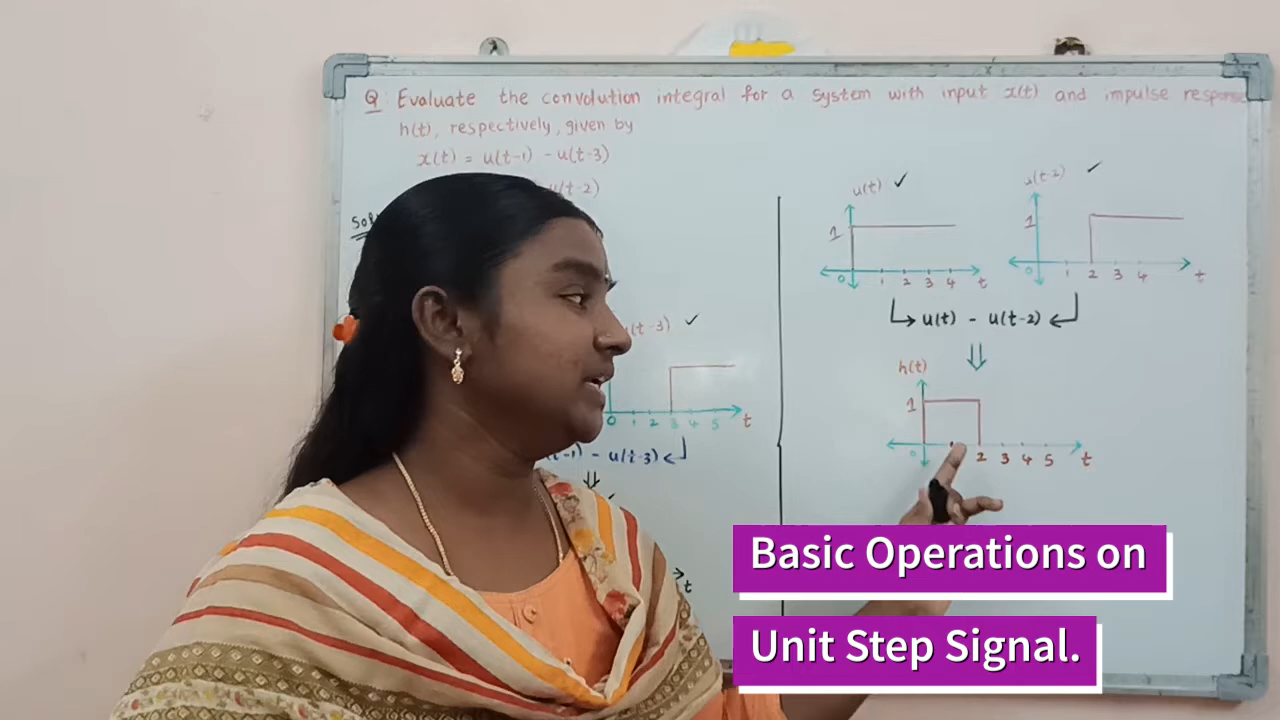 Q Evaluate the convolution integral for a system with input x(t) and impulse response
h(t), respectively, given by
x(t) = u(t-1) - u(t-3)
u(t-2)
u(t) ✓
u(t-2) ✓
1
0 1 2 3 4 t
1
0 1 2 3 4 t
u(t) - u(t-2)
(t-3) ✓
0 1 2 3 4 5 t
- u(t-3)
h(t)
1
0 2 3 4 5 t
t
Basic Operations on
Unit Step Signal.